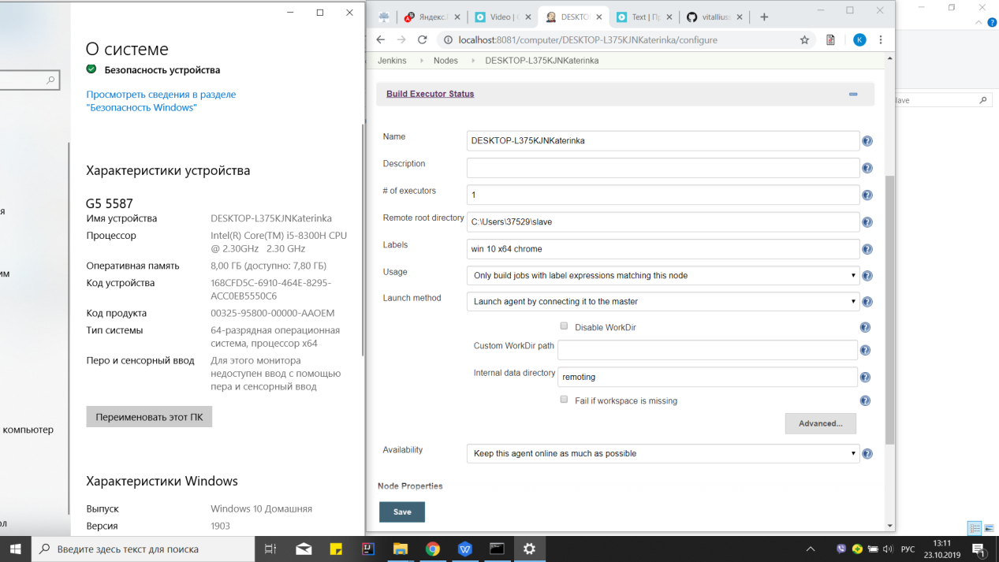 О системе
Безопасность устройства
Просмотреть сведения в разделе
"Безопасность Windows"
Характеристики устройства
G5 5587
Имя устройства DESKTOP-L375KJNKaterinka
Процессор Intel(R) Core(TM) i5-8300H CPU
@ 2.30GHz 2.30 GHz
Оперативная память 8,00 ГБ (доступно: 7,80 ГБ)
Код устройства 168CFD5C-6910-464E-8295-
ACC0EB5550C6
Код продукта 00325-95800-00000-AAOEM
Тип системы 64-разрядная операционная
система, процессор x64
Перо и сенсорный ввод Для этого монитора
недоступен ввод с помощью
пера и сенсорный ввод
Переименовать этот ПК
компьютер
Характеристики Windows
Выпуск Windows 10 Домашняя
Версия 1903
Яндекс.
Video | 
DESKTO
Text | П
vitallius
localhost:8081/computer/DESKTOP-L375KJNKaterinka/configure
K
Jenkins Nodes DESKTOP-L375KJNKaterinka
Build Executor Status
Name DESKTOP-L375KJNKaterinka
Description
# of executors 1
Remote root directory C:\Users\37529\slave
Labels win 10 x64 chrome
Usage Only build jobs with label expressions matching this node
Launch method Launch agent by connecting it to the master
Disable WorkDir
Custom WorkDir path
Internal data directory remoting
Fail if workspace is missing
Advanced...
Availability Keep this agent online as much as possible
Node Properties
Save
lave
Введите здесь текст для поиска
РУС
13:11
23.10.2019
1